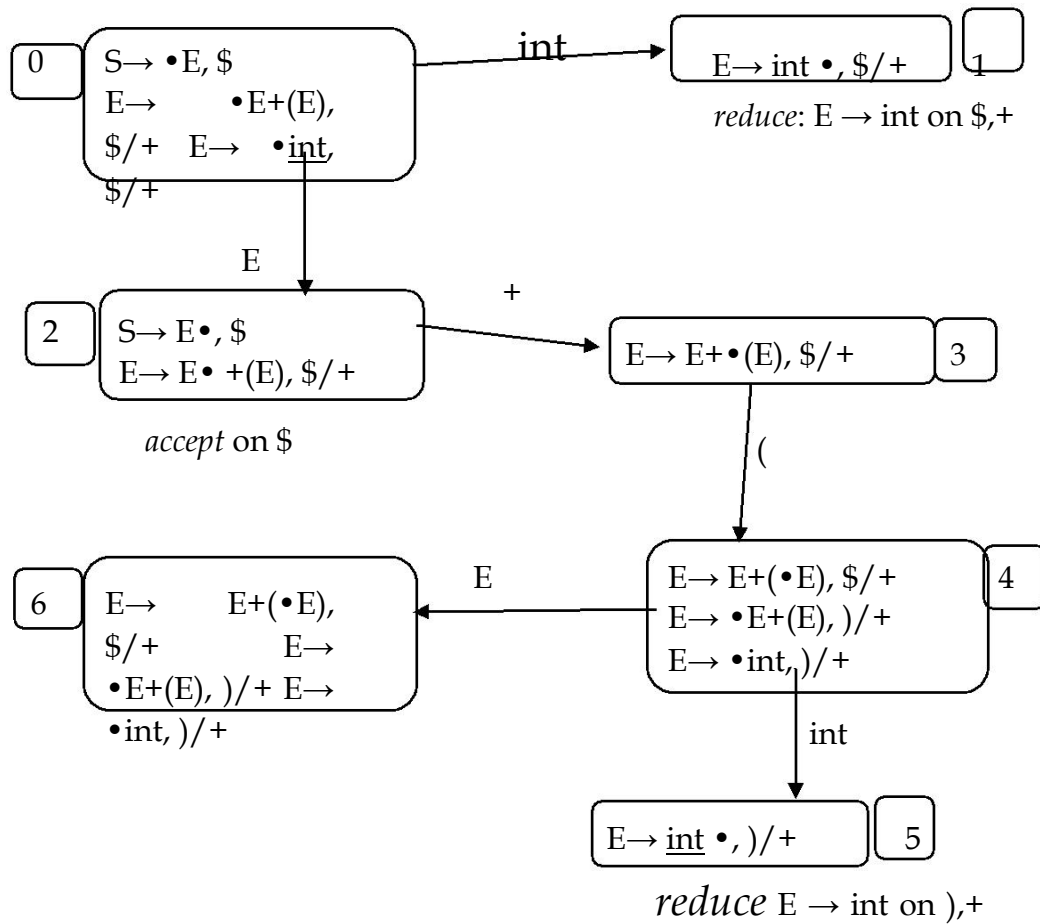 0
S→ •E, $
E→ •E+(E),
$/+ E→ •int,
$/+
int
E→ int •, $/+
1
reduce: E → int on $,+
E
2
S→ E•, $
E→ E• +(E), $/+
accept on $
+
E→ E+•(E), $/+
3
(
6
E→ E+(•E),
$/+ E→
•E+(E), )/+ E→
•int, )/+
E
E→ E+(•E), $/+
E→ •E+(E), )/+
E→ •int, )/+
4
int
E→ int •, )/+
5
reduce E → int on ),+